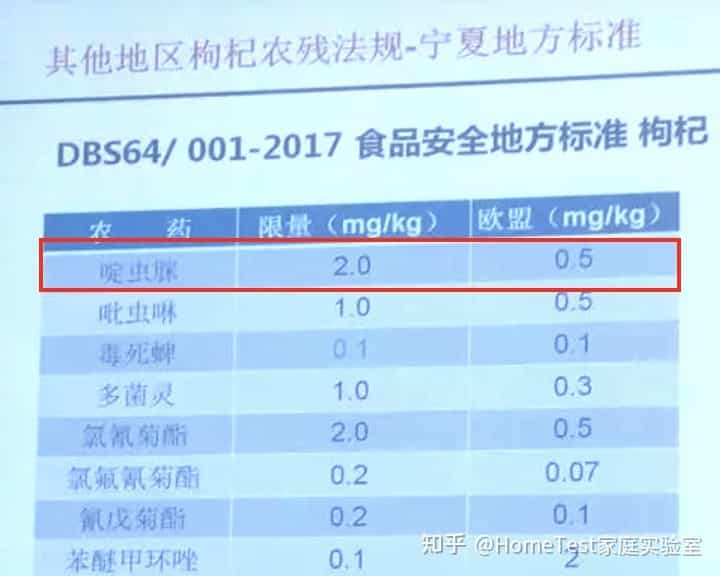 其他地区枸杞农残法规-宁夏地方标准
DBS64/ 001-2017 食品安全地方标准 枸杞
农 药 限量（mg/kg） 欧盟（mg/kg）
啶虫脒 2.0 0.5
吡虫啉 1.0 0.5
毒死蜱 0.1 0.1
多菌灵 1.0 0.3
氯氰菊酯 2.0 0.5
氯氟氰菊酯 0.2 0.07
氰戊菊酯 0.2 0.1
苯醚甲环唑 0.1 2
知乎 @HomeTest家庭实验室